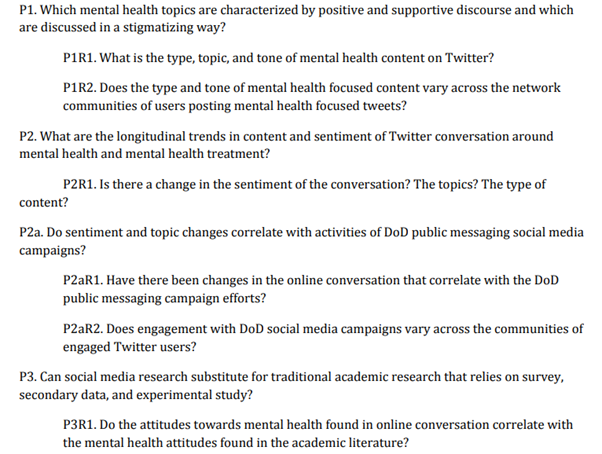 P1. Which mental health topics are characterized by positive and supportive discourse and which
are discussed in a stigmatizing way?
P1R1. What is the type, topic, and tone of mental health content on Twitter?
P1R2. Does the type and tone of mental health focused content vary across the network
communities of users posting mental health focused tweets?
P2. What are the longitudinal trends in content and sentiment of Twitter conversation around
mental health and mental health treatment?
P2R1. Is there a change in the sentiment of the conversation? The topics? The type of
content?
P2a. Do sentiment and topic changes correlate with activities of DoD public messaging social media
campaigns?
P2aR1. Have there been changes in the online conversation that correlate with the DoD
public messaging campaign efforts?
P2aR2. Does engagement with DoD social media campaigns vary across the communities of
engaged Twitter users?
P3. Can social media research substitute for traditional academic research that relies on survey,
secondary data, and experimental study?
P3R1. Do the attitudes towards mental health found in online conversation correlate with
the mental health attitudes found in the academic literature?